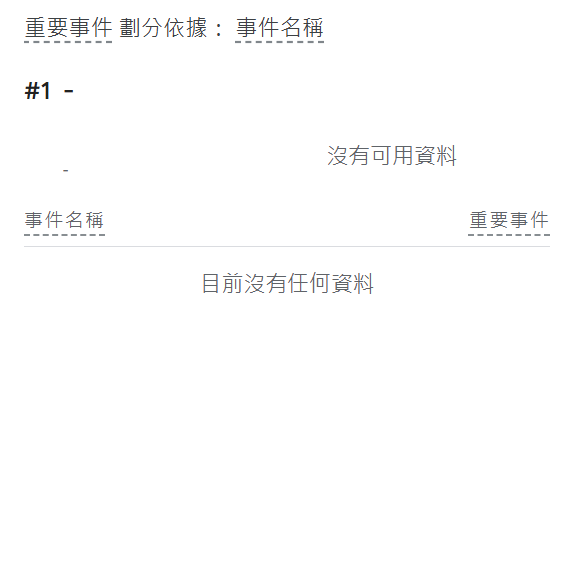 重要事件 劃分依據： 事件名稱
#1 -
沒有可用資料
-
事件名稱 重要事件
目前沒有任何資料